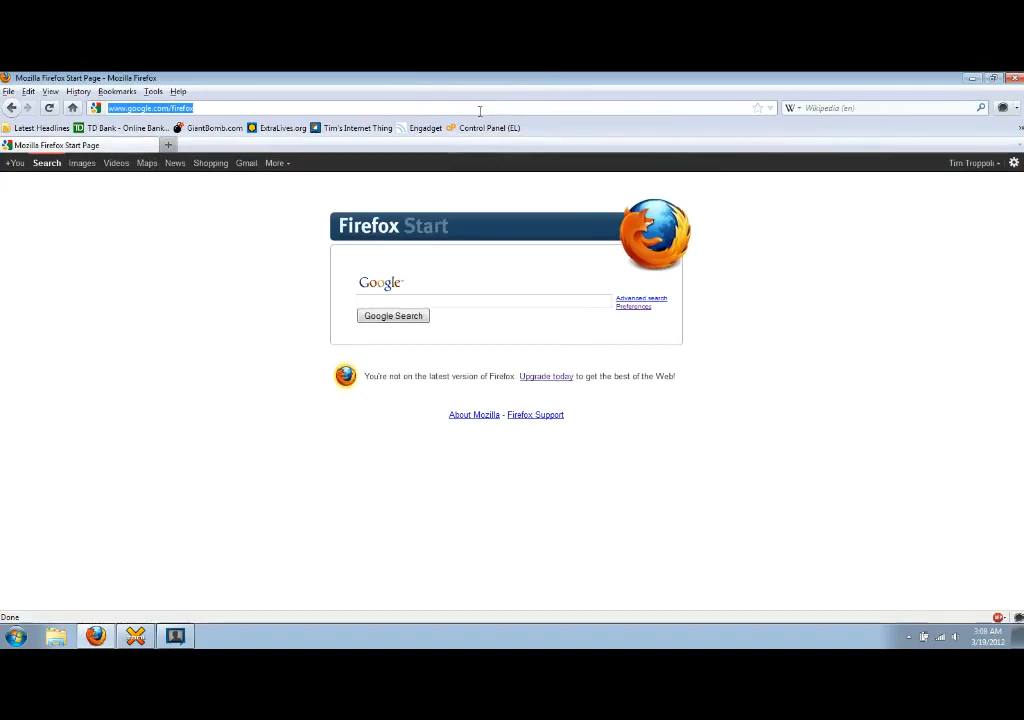 Mozilla Firefox Start Page - Mozilla Firefox
File Edit View History Bookmarks Tools Help
www.google.com/firefox
W Wikipedia (en)
Latest Headlines TD TD Bank - Online Bank... GiantBomb.com ExtraLives.org Tim's Internet Thing Engadget Control Panel (EL)
Mozilla Firefox Start Page
+You Search Images Videos Maps News Shopping Gmail More Tim Troppoli
Firefox Start
Google™
Advanced search
Preferences
Google Search
You're not on the latest version of Firefox. Upgrade today to get the best of the Web!
About Mozilla - Firefox Support
Done
3:08 AM
3/19/2012